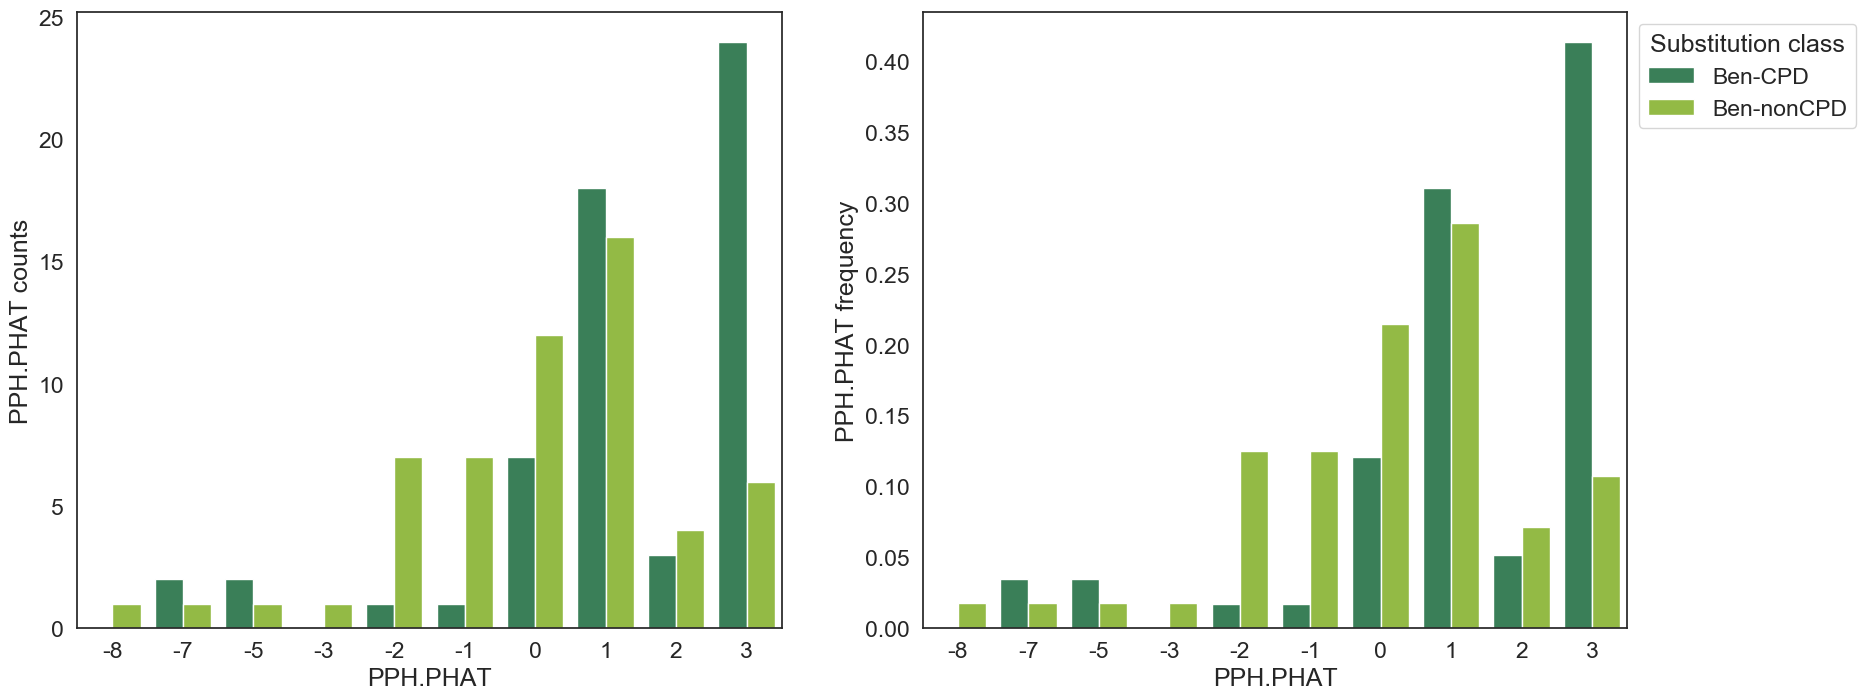 25
20
15
10
5
0
PPH.PHAT counts
-8 -7 -5 -3 -2 -1 0 1 2 3
PPH.PHAT
0.40
0.35
0.30
0.25
0.20
0.15
0.10
0.05
0.00
PPH.PHAT frequency
-8 -7 -5 -3 -2 -1 0 1 2 3
PPH.PHAT
Substitution class
Ben-CPD
Ben-nonCPD